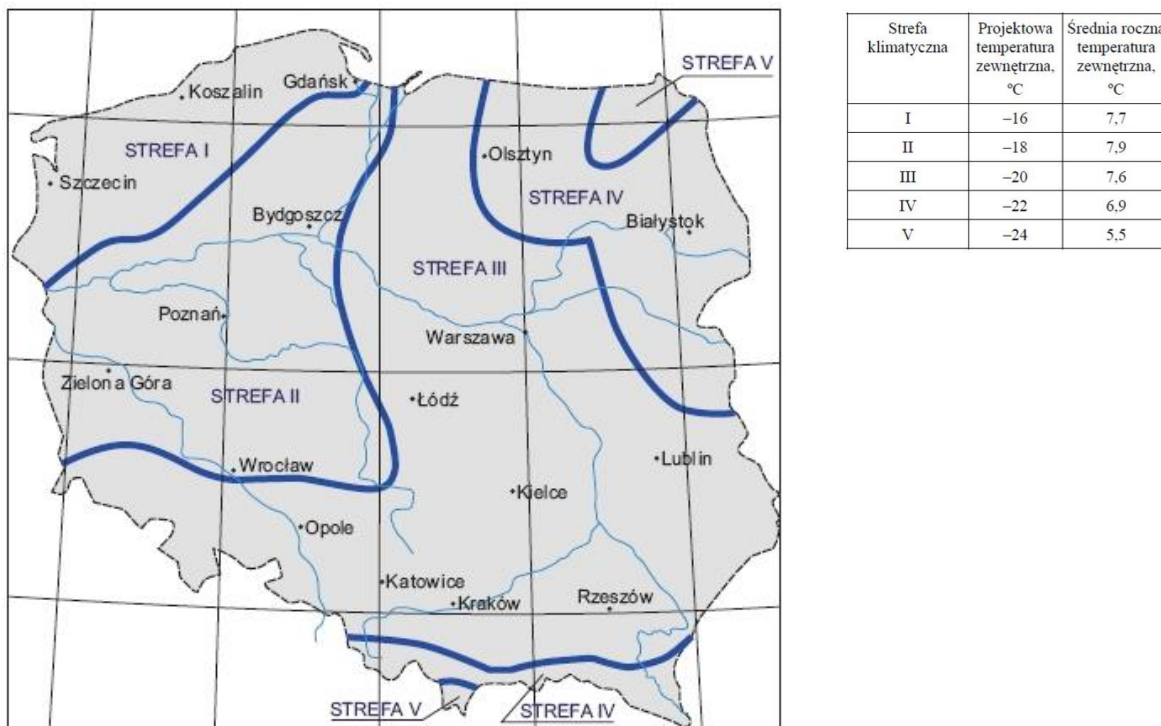 STREFA V
Gdańsk
Koszalin
STREFA I
Olsztyn
Szczecin
STREFA IV
Bydgoszcz
Białystok
STREFA III
Poznań
Warszawa
Zielona Góra
STREFA II
Łódź
Wrocław
Lublin
Kielce
Opole
Katowice
Kraków
Rzeszów
STREFA V
STREFA IV
Strefa klimatyczna
Projektowa temperatura zewnętrzna, ºC
Średnia roczna temperatura zewnętrzna, ºC
I –16 7,7
II –18 7,9
III –20 7,6
IV –22 6,9
V –24 5,5